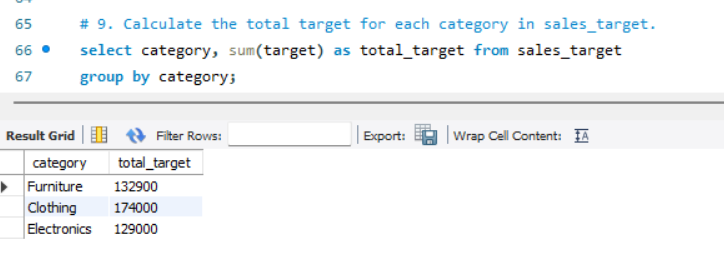 65 # 9. Calculate the total target for each category in sales_target.
66 select category, sum(target) as total_target from sales_target
67 group by category;
Result Grid Filter Rows: Export: Wrap Cell Content: IA
category total_target
Furniture 132900
Clothing 174000
Electronics 129000